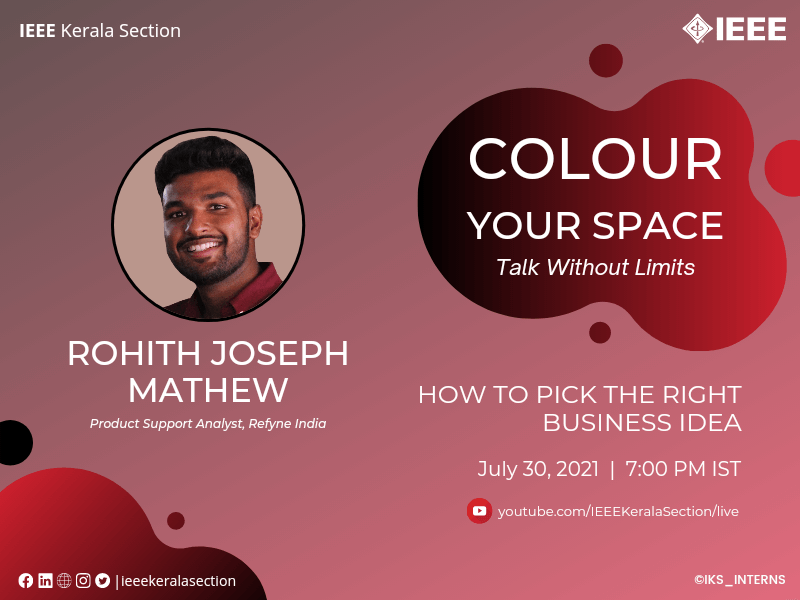 IEEE Kerala Section
IEEE
COLOUR
YOUR SPACE
Talk Without Limits
ROHITH JOSEPH
MATHEW
Product Support Analyst, Refyne India
HOW TO PICK THE RIGHT
BUSINESS IDEA
July 30, 2021 | 7:00 PM IST
youtube.com/IEEEKeralaSection/live
|ieeekeralasection
©IKS_INTERNS